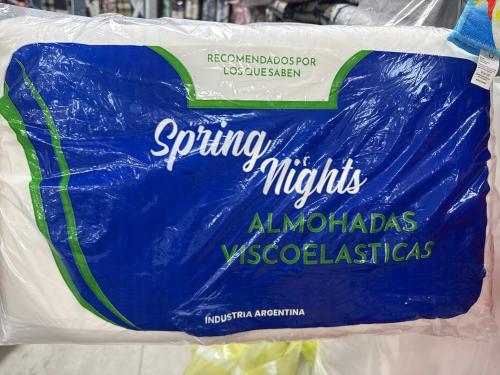 RECOMENDADOS POR
LOS QUE SABEN
Spring
Nights
ALMOHADAS
VISCOELASTICAS
INDUSTRIA ARGENTINA